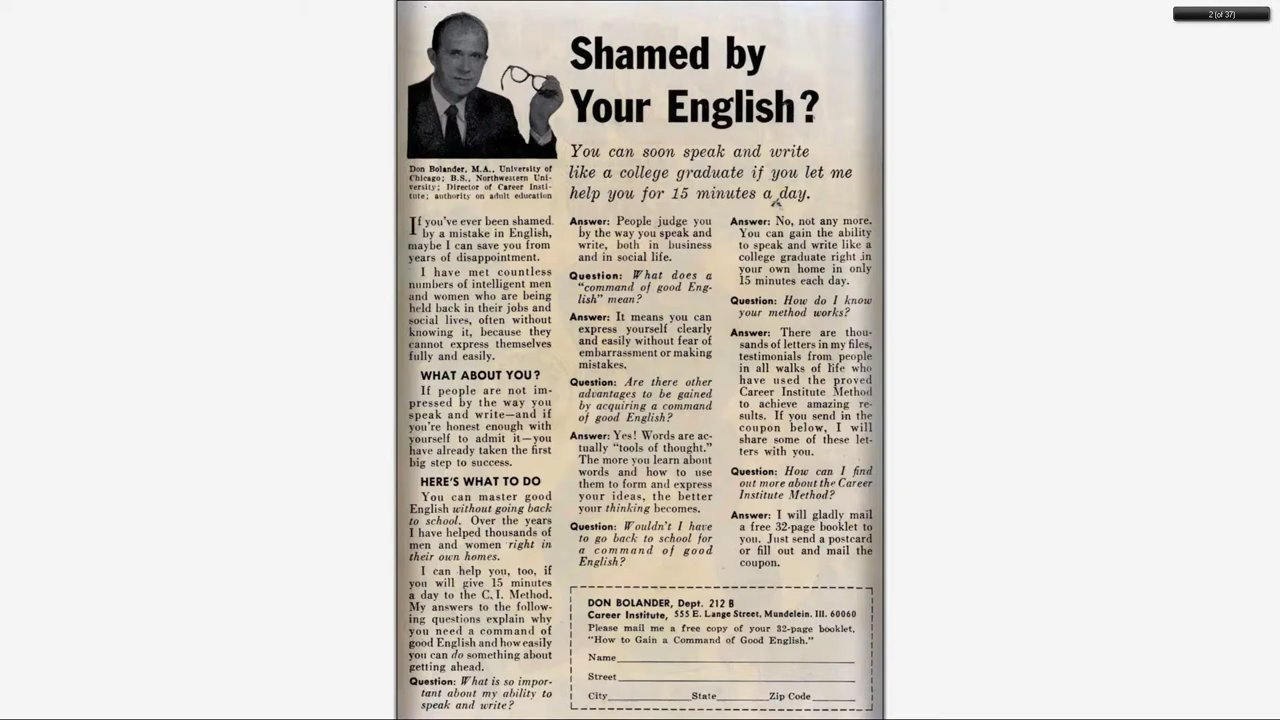 2 (of 37)
Shamed by
Your English?
You can soon speak and write
like a college graduate if you let me
help you for 15 minutes a day.
Don Bolander, M.A., University of
Chicago; B.S., Northwestern Uni-
versity; Director of Career Insti-
tute; authority on adult education
If you've ever been shamed
by a mistake in English,
maybe I can save you from
years of disappointment.
I have met countless
numbers of intelligent men
and women who are being
held back in their jobs and
social lives, often without
knowing it, because they
cannot express themselves
fully and easily.
WHAT ABOUT YOU?
If people are not im-
pressed by the way you
speak and write—and if
you're honest enough with
yourself to admit it—you
have already taken the first
big step to success.
HERE'S WHAT TO DO
You can master good
English without going back
to school. Over the years
I have helped thousands of
men and women right in
their own homes.
I can help you, too, if
you will give 15 minutes
a day to the C.I. Method.
My answers to the follow-
ing questions explain why
you need a command of
good English and how easily
you can do something about
getting ahead.
Question: What is so impor-
tant about my ability to
speak and write?
Answer: People judge you
by the way you speak and
write, both in business
and in social life.
Question: What does a
"command of good Eng-
lish" mean?
Answer: It means you can
express yourself clearly
and easily without fear of
embarrassment or making
mistakes.
Question: Are there other
advantages to be gained
by acquiring a command
of good English?
Answer: Yes! Words are ac-
tually "tools of thought."
The more you learn about
words and how to use
them to form and express
your ideas, the better
your thinking becomes.
Question: Wouldn't I have
to go back to school for
a command of good
English?
Answer: No, not any more.
You can gain the ability
to speak and write like a
college graduate right in
your own home in only
15 minutes each day.
Question: How do I know
your method works?
Answer: There are thou-
sands of letters in my files,
testimonials from people
in all walks of life who
have used the proved
Career Institute Method
to achieve amazing re-
sults. If you send in the
coupon below, I will
share some of these let-
ters with you.
Question: How can I find
out more about the Career
Institute Method?
Answer: I will gladly mail
a free 32-page booklet to
you. Just send a postcard
or fill out and mail the
coupon.
DON BOLANDER, Dept. 212 B
Career Institute, 555 E. Lange Street, Mundelein. Ill. 60060
Please mail me a free copy of your 32-page booklet,
"How to Gain a Command of Good English."
Name
Street
City State Zip Code